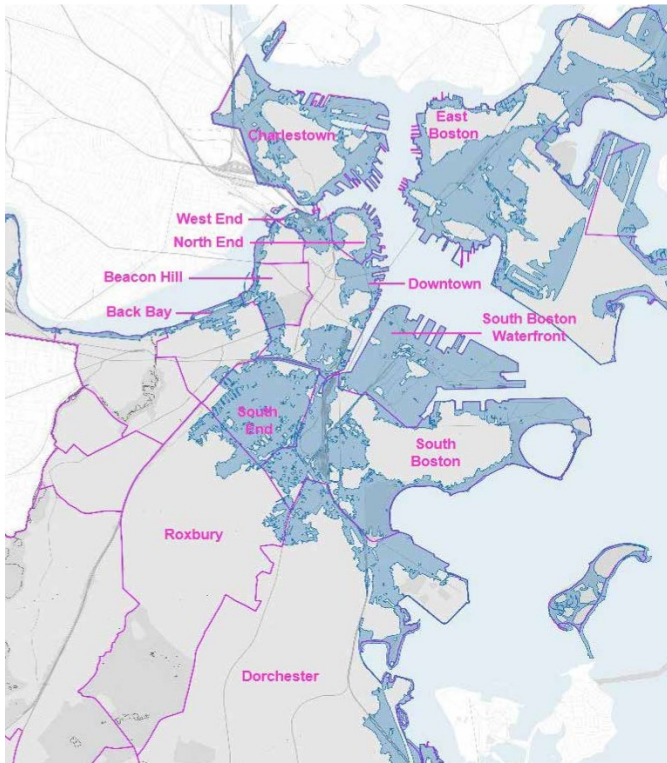 East
Boston
Charlestown
West End
North End
Beacon Hill
Downtown
Back Bay
South Boston
Waterfront
South
End
South
Boston
Roxbury
Dorchester